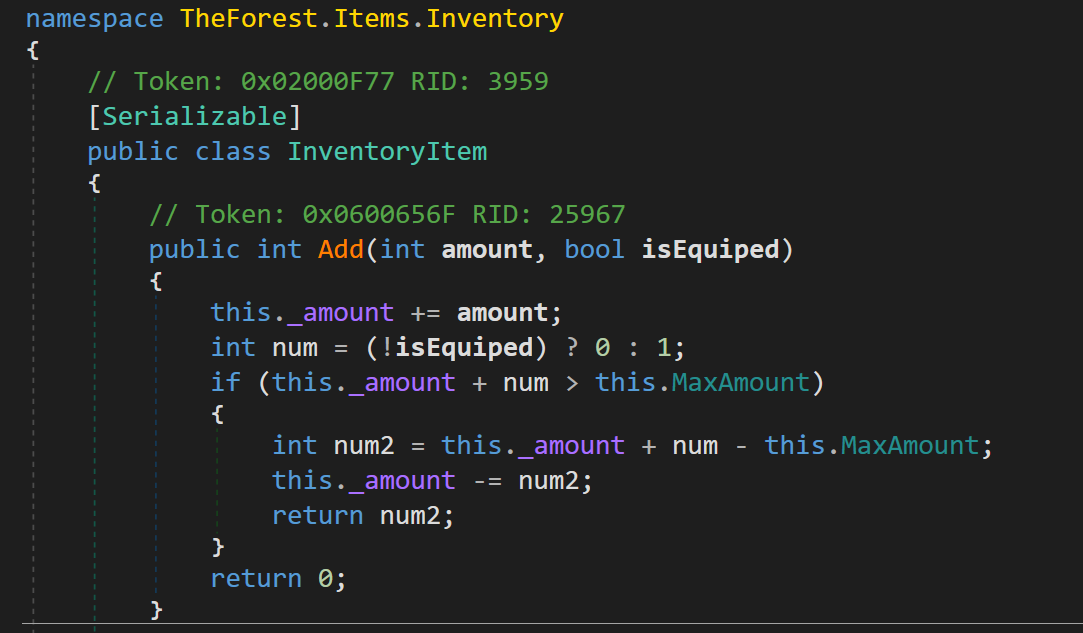 namespace TheForest.Items.Inventory
{
// Token: 0x02000F77 RID: 3959
[Serializable]
public class InventoryItem
{
// Token: 0x0600656F RID: 25967
public int Add(int amount, bool isEquiped)
{
this._amount += amount;
int num = (!isEquiped) ? 0 : 1;
if (this._amount + num > this.MaxAmount)
{
int num2 = this._amount + num - this.MaxAmount;
this._amount -= num2;
return num2;
}
return 0;
}